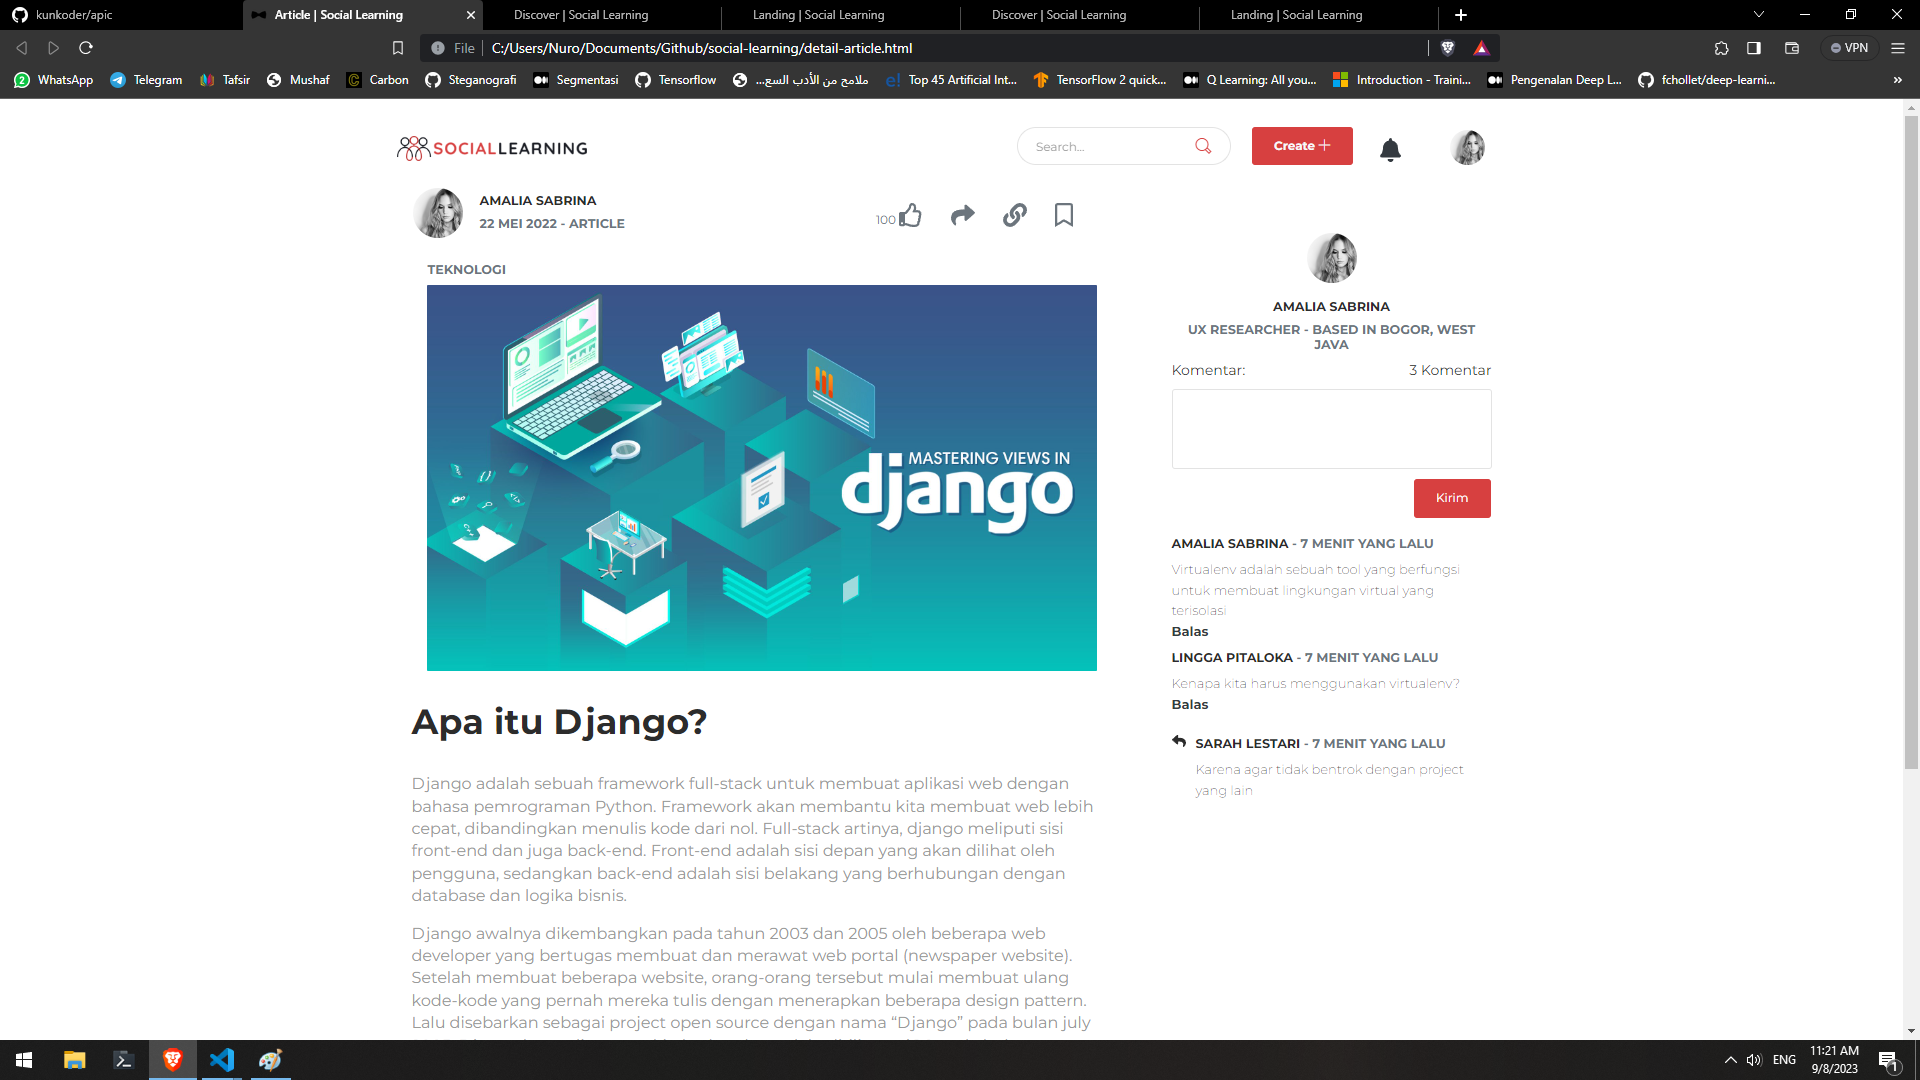 kunkoder/apic
Article | Social Learning
Discover | Social Learning
Landing | Social Learning
Discover | Social Learning
Landing | Social Learning
File
C:/Users/Nuro/Documents/Github/social-learning/detail-article.html
VPN
WhatsApp
Telegram
Tafsir
Mushaf
Carbon
Steganografi
Segmentasi
Tensorflow
ملامح من الأدب السع...
Top 45 Artificial Int...
TensorFlow 2 quick...
Q Learning: All you...
Introduction - Traini...
Pengenalan Deep L...
fchollet/deep-learni...
SOCIALLEARNING
Search...
Create
AMALIA SABRINA
22 MEI 2022 - ARTICLE
100
TEKNOLOGI
MASTERING VIEWS IN
django
Apa itu Django?
Django adalah sebuah framework full-stack untuk membuat aplikasi web dengan
bahasa pemrograman Python. Framework akan membantu kita membuat web lebih
cepat, dibandingkan menulis kode dari nol. Full-stack artinya, django meliputi sisi
front-end dan juga back-end. Front-end adalah sisi depan yang akan dilihat oleh
pengguna, sedangkan back-end adalah sisi belakang yang berhubungan dengan
database dan logika bisnis.
Django awalnya dikembangkan pada tahun 2003 dan 2005 oleh beberapa web
developer yang bertugas membuat dan merawat web portal (newspaper website).
Setelah membuat beberapa website, orang-orang tersebut mulai membuat ulang
kode-kode yang pernah mereka tulis dengan menerapkan beberapa design pattern.
Lalu disebarkan sebagai project open source dengan nama “Django” pada bulan july
AMALIA SABRINA
UX RESEARCHER - BASED IN BOGOR, WEST
JAVA
Komentar:
3 Komentar
Kirim
AMALIA SABRINA - 7 MENIT YANG LALU
Virtualenv adalah sebuah tool yang berfungsi
untuk membuat lingkungan virtual yang
terisolasi
Balas
LINGGA PITALOKA - 7 MENIT YANG LALU
Kenapa kita harus menggunakan virtualenv?
Balas
SARAH LESTARI - 7 MENIT YANG LALU
Karena agar tidak bentrok dengan project
yang lain
ENG
11:21 AM
9/8/2023
1